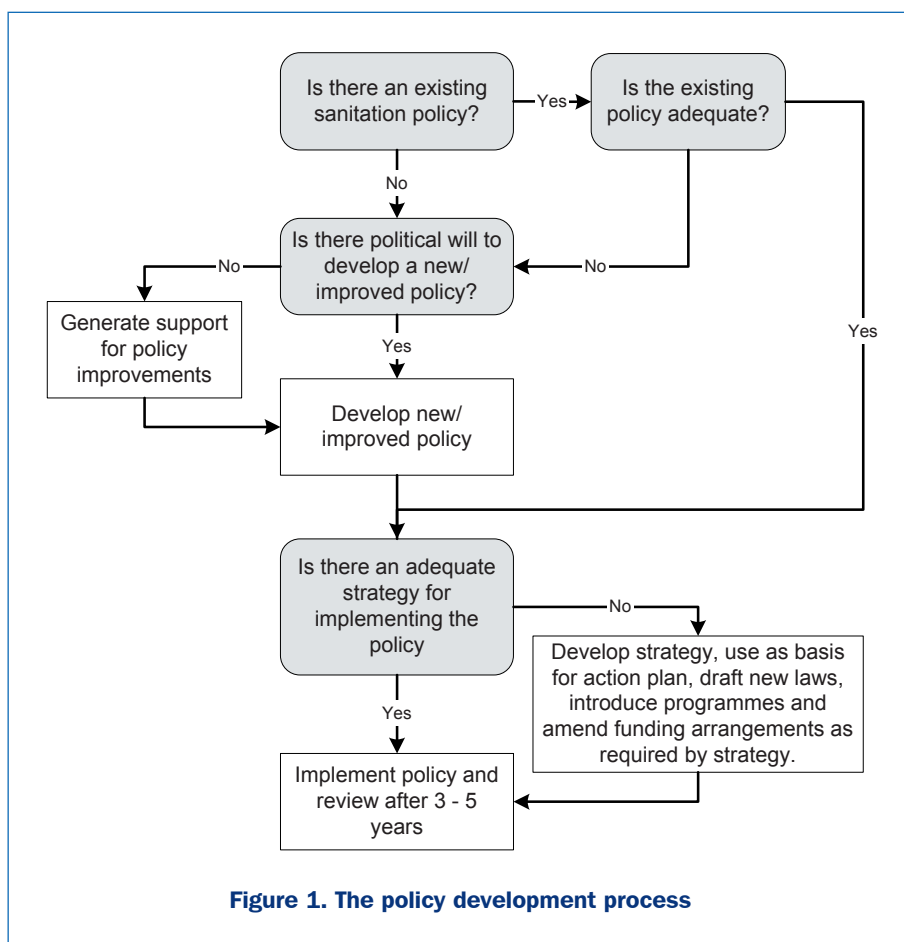 Is there an existing
sanitation policy?
Yes
Is the existing
policy adequate?
No
Is there political will to
develop a new/
improved policy?
No
No
Yes
Generate support
for policy
improvements
Yes
Develop new/
improved policy
Is there an adequate
strategy for
implementing the
policy
No
Develop strategy, use as basis
for action plan, draft new laws,
introduce programmes and
amend funding arrangements as
required by strategy.
Yes
Implement policy and
review after 3 - 5
years
Figure 1. The policy development process